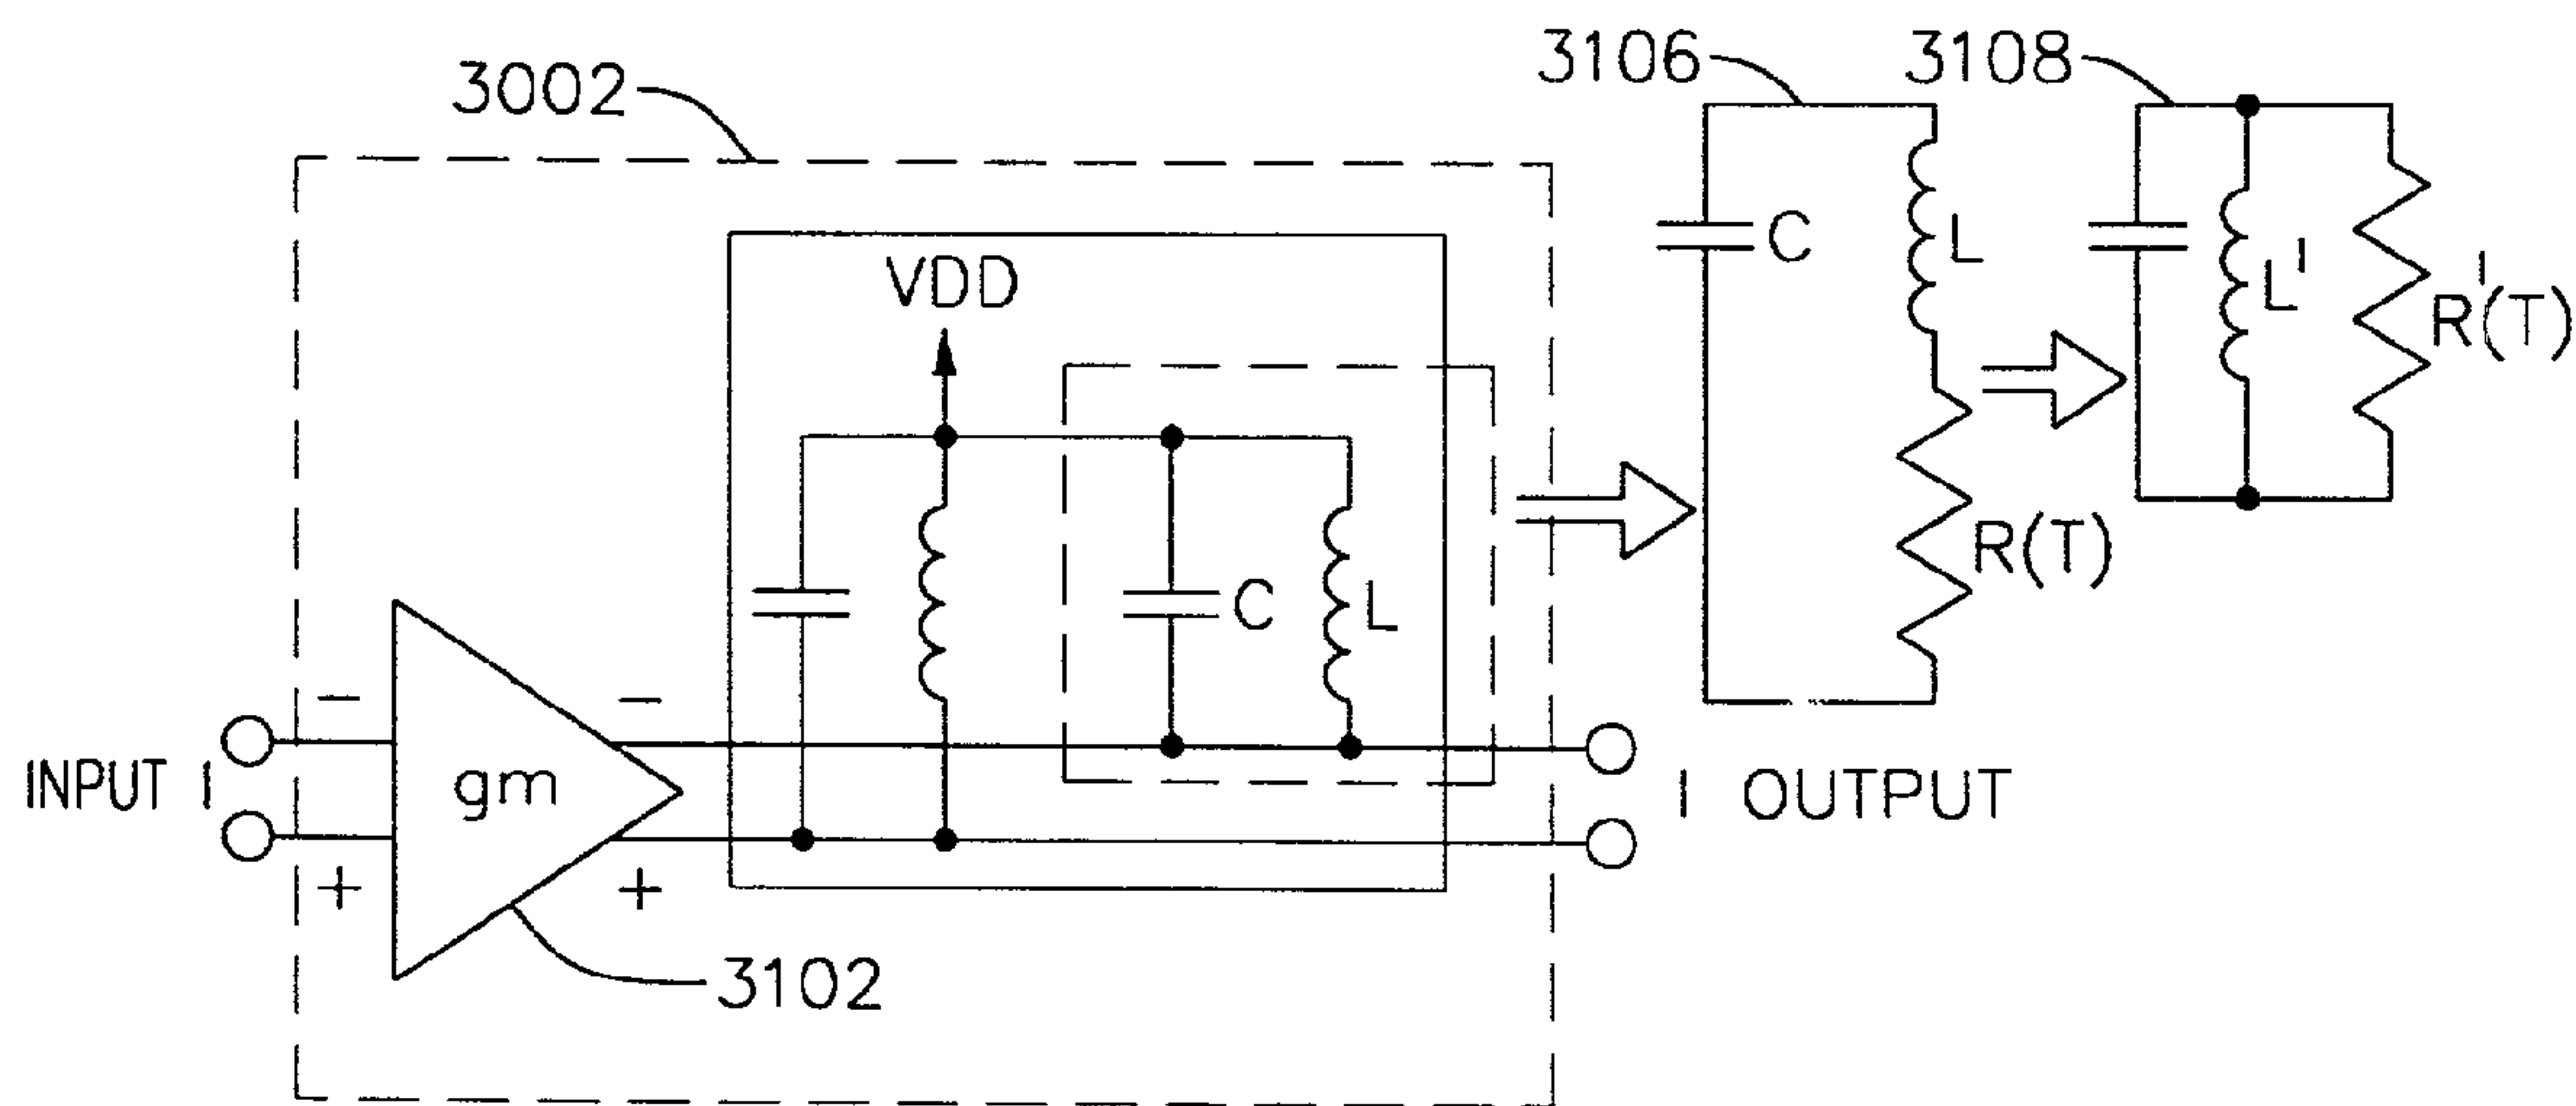 3002
3106
3108
VDD
C
L
R(T)
L'
R'(T)
C
L
gm
-
-
+
+
INPUT I
I OUTPUT
3102